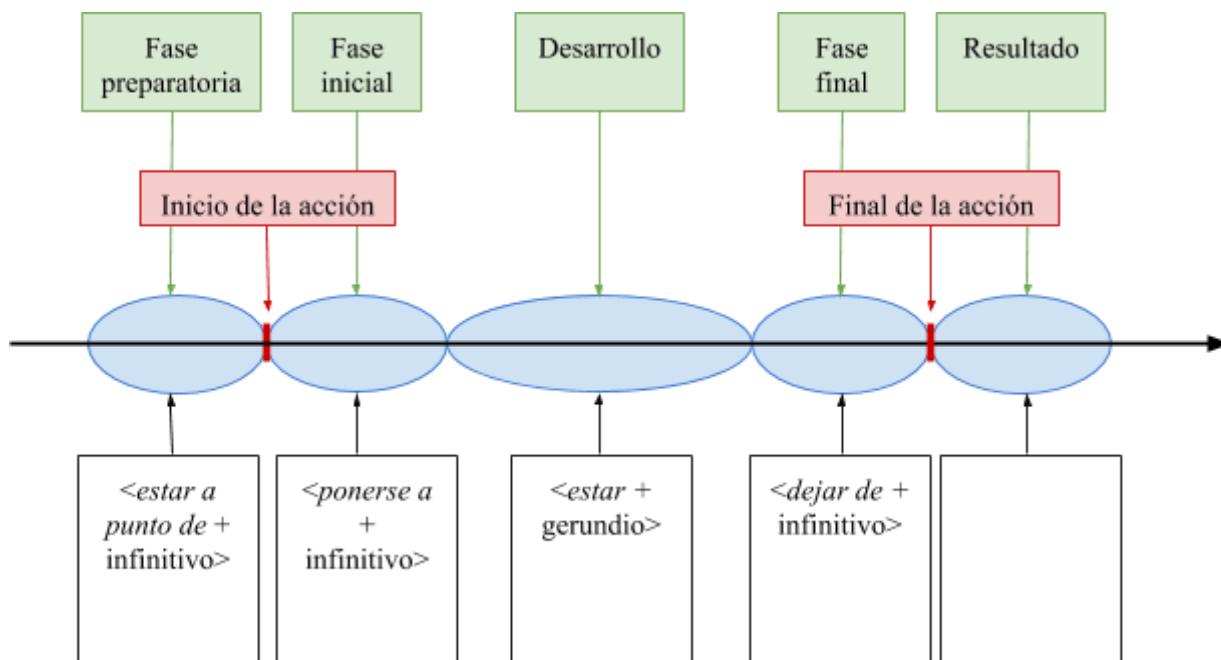 Fase
preparatoria
Fase
inicial
Desarrollo
Fase
final
Resultado
Inicio de la acción
Final de la acción
<estar a
punto de +
infinitivo>
<ponerse a
+
infinitivo>
<estar +
gerundio>
<dejar de +
infinitivo>